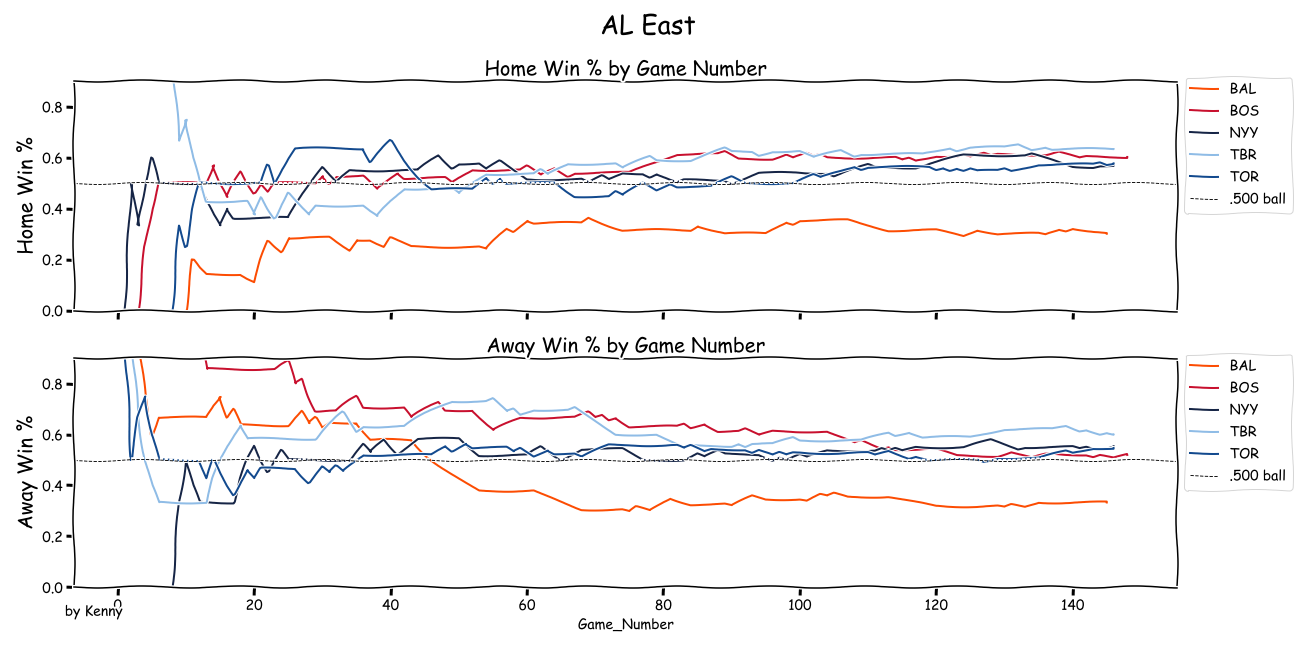 AL East
Home Win % by Game Number
Home Win %
0.8
0.6
0.4
0.2
0.0
BAL
BOS
NYY
TBR
TOR
.500 ball
Away Win % by Game Number
Away Win %
0.8
0.6
0.4
0.2
0.0
BAL
BOS
NYY
TBR
TOR
.500 ball
0 20 40 60 80 100 120 140
by Kenny
Game_Number